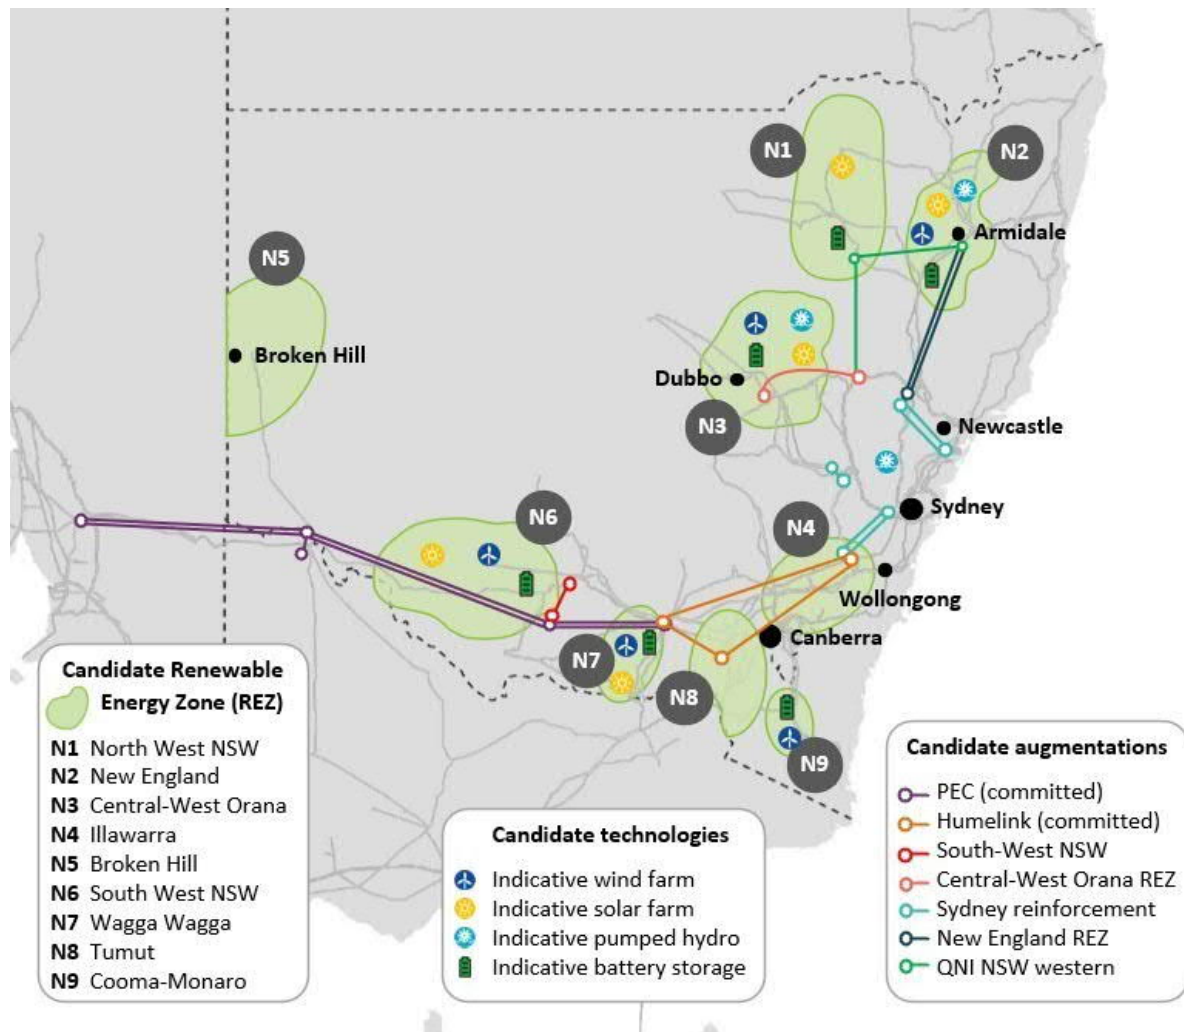 N1
N2
Armidale
N5
Broken Hill
Dubbo
N3
Newcastle
N6
N4
Sydney
Wollongong
Canberra
N7
N8
N9
Candidate Renewable
Energy Zone (REZ)
N1 North West NSW
N2 New England
N3 Central-West Orana
N4 Illawarra
N5 Broken Hill
N6 South West NSW
N7 Wagga Wagga
N8 Tumut
N9 Cooma-Monaro
Candidate technologies
Indicative wind farm
Indicative solar farm
Indicative pumped hydro
Indicative battery storage
Candidate augmentations
PEC (committed)
Humelink (committed)
South-West NSW
Central-West Orana REZ
Sydney reinforcement
New England REZ
QNI NSW western